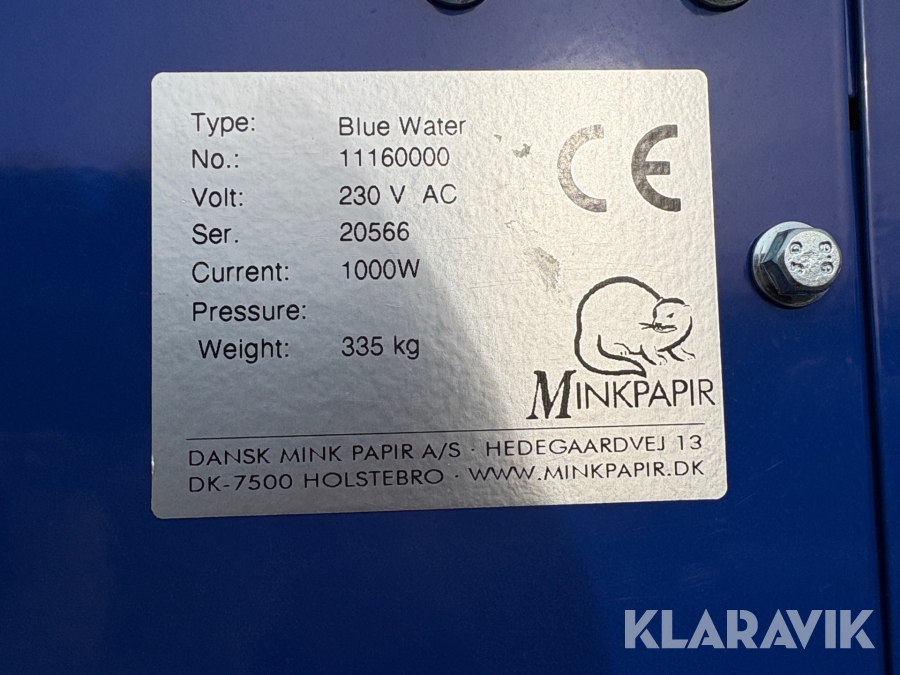 Type: Blue Water
No.: 11160000
Volt: 230 V AC
Ser. 20566
Current: 1000W
Pressure:
Weight: 335 kg
CE
MINKPAPIR
DANSK MINK PAPIR A/S · HEDEGAARDVEJ 13
DK-7500 HOLSTEBRO · WWW.MINKPAPIR.DK
KLARAVIK